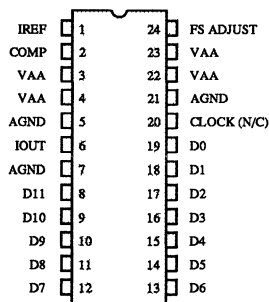 IREF 1 24 FS ADJUST
COMP 2 23 VAA
VAA 3 22 VAA
VAA 4 21 AGND
AGND 5 20 CLOCK (N/C)
IOUT 6 19 D0
AGND 7 18 D1
D11 8 17 D2
D10 9 16 D3
D9 10 15 D4
D8 11 14 D5
D7 12 13 D6